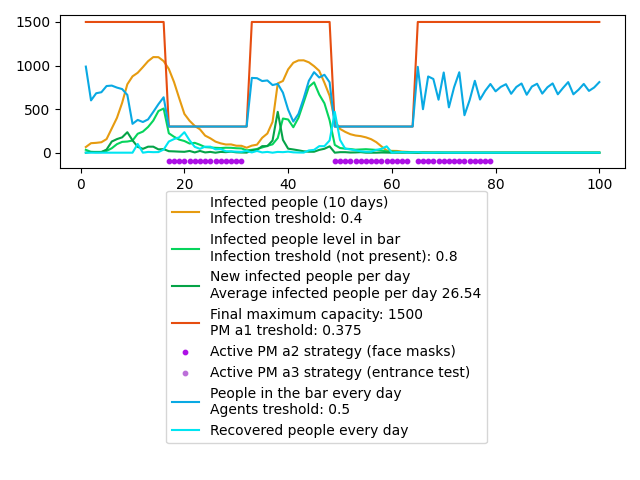 1500
1000
500
0
0 20 40 60 80 100
Infected people (10 days)
Infection treshold: 0.4
Infected people level in bar
Infection treshold (not present): 0.8
New infected people per day
Average infected people per day 26.54
Final maximum capacity: 1500
PM a1 treshold: 0.375
Active PM a2 strategy (face masks)
Active PM a3 strategy (entrance test)
People in the bar every day
Agents treshold: 0.5
Recovered people every day